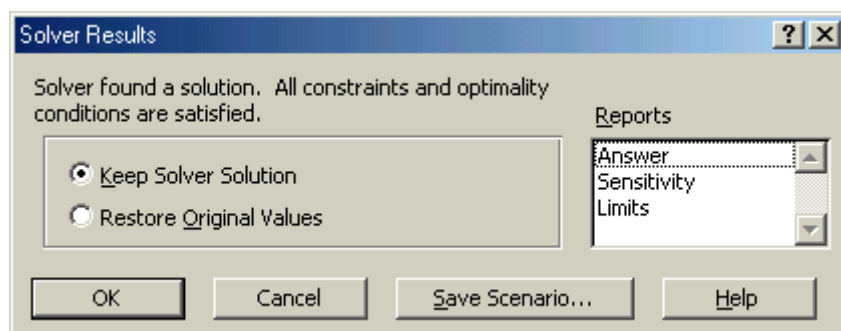 Solver Results
Solver found a solution. All constraints and optimality
conditions are satisfied.
Reports
Keep Solver Solution
Restore Original Values
Answer
Sensitivity
Limits
OK
Cancel
Save Scenario...
Help